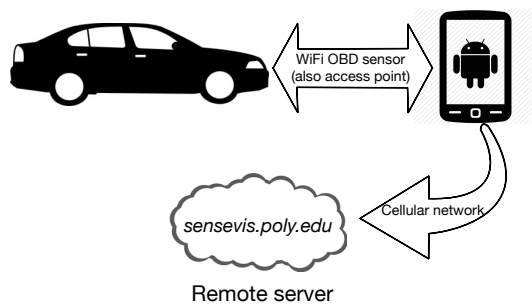 WiFi OBD sensor
(also access point)
Cellular network
sensevis.poly.edu
Remote server